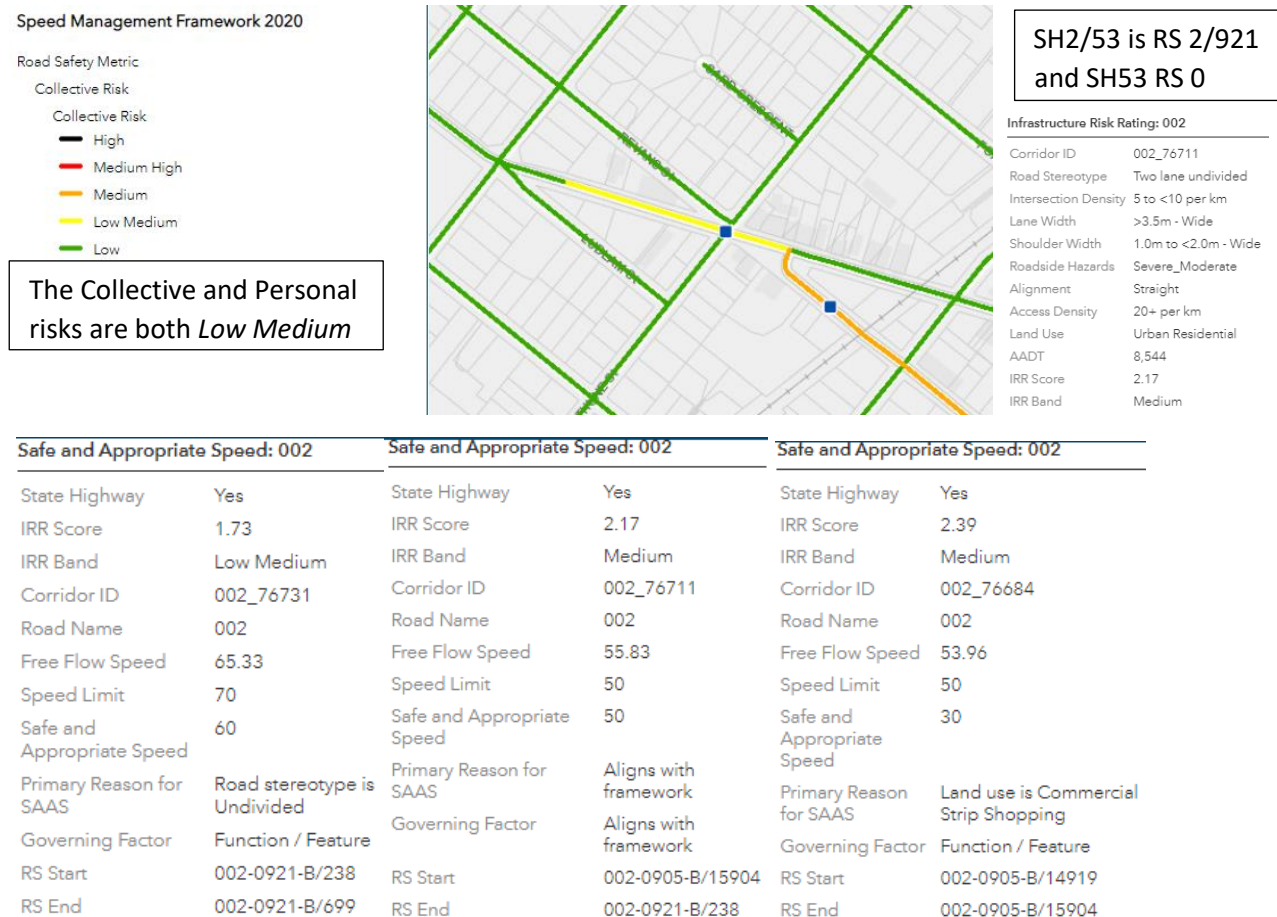 Speed Management Framework 2020
Road Safety Metric
Collective Risk
Collective Risk
High
Medium High
Medium
Low Medium
Low
The Collective and Personal
risks are both Low Medium
CARD CRESCENT
REVANS ST
LUDLAM ST
SH2/53 is RS 2/921
and SH53 RS 0
Infrastructure Risk Rating: 002
Corridor ID 002_76711
Road Stereotype Two lane undivided
Intersection Density 5 to <10 per km
Lane Width >3.5m - Wide
Shoulder Width 1.0m to <2.0m - Wide
Roadside Hazards Severe_Moderate
Alignment Straight
Access Density 20+ per km
Land Use Urban Residential
AADT 8,544
IRR Score 2.17
IRR Band Medium
Safe and Appropriate Speed: 002
State Highway Yes
IRR Score 1.73
IRR Band Low Medium
Corridor ID 002_76731
Road Name 002
Free Flow Speed 65.33
Speed Limit 70
Safe and 60
Appropriate Speed
Primary Reason for Road stereotype is
SAAS Undivided
Governing Factor Function / Feature
RS Start 002-0921-B/238
RS End 002-0921-B/699
Safe and Appropriate Speed: 002
State Highway Yes
IRR Score 2.17
IRR Band Medium
Corridor ID 002_76711
Road Name 002
Free Flow Speed 55.83
Speed Limit 50
Safe and Appropriate 50
Speed
Primary Reason for Aligns with
SAAS framework
Governing Factor Aligns with
framework
RS Start 002-0905-B/15904
RS End 002-0921-B/238
Safe and Appropriate Speed: 002
State Highway Yes
IRR Score 2.39
IRR Band Medium
Corridor ID 002_76684
Road Name 002
Free Flow Speed 53.96
Speed Limit 50
Safe and 30
Appropriate
Speed
Primary Reason Land use is Commercial
for SAAS Strip Shopping
Governing Factor Function / Feature
RS Start 002-0905-B/14919
RS End 002-0905-B/15904